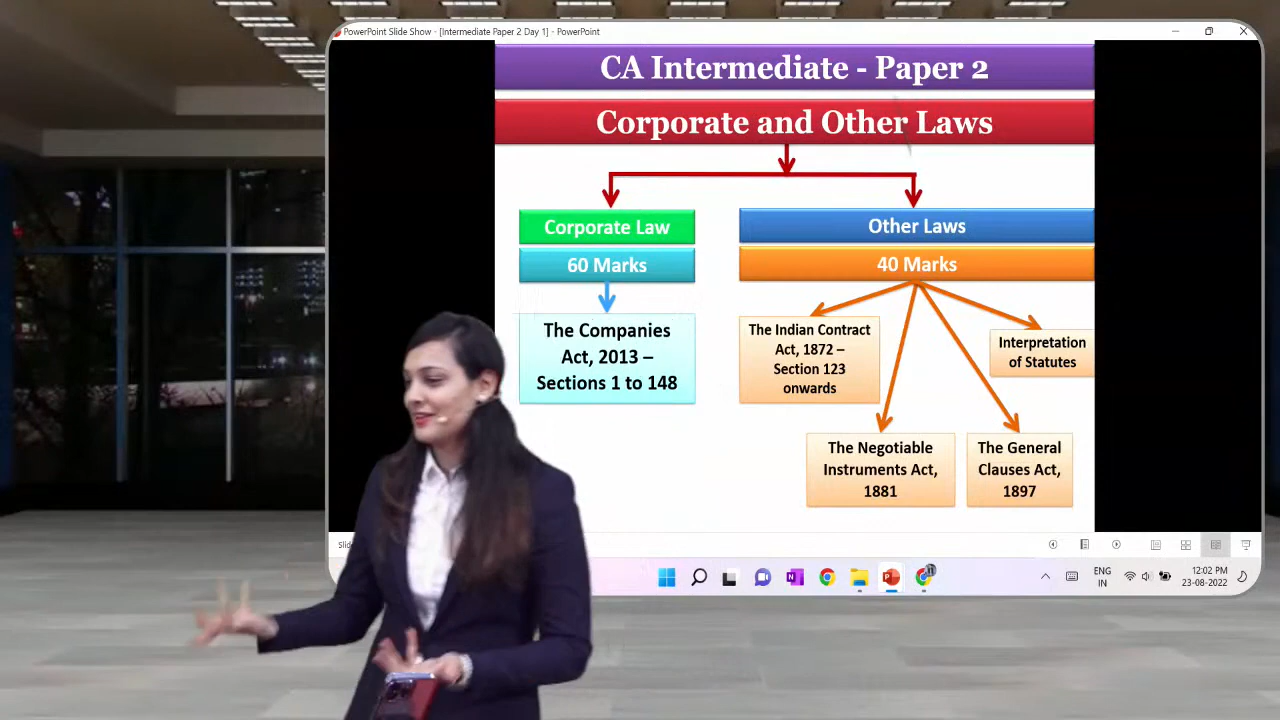 PowerPoint Slide Show - [Intermediate Paper 2 Day 1] - PowerPoint
CA Intermediate - Paper 2
Corporate and Other Laws
Corporate Law
60 Marks
The Companies
Act, 2013 –
Sections 1 to 148
Other Laws
40 Marks
The Indian Contract
Act, 1872 –
Section 123
onwards
Interpretation
of Statutes
The Negotiable
Instruments Act,
1881
The General
Clauses Act,
1897
ENG
IN
12:02 PM
23-08-2022